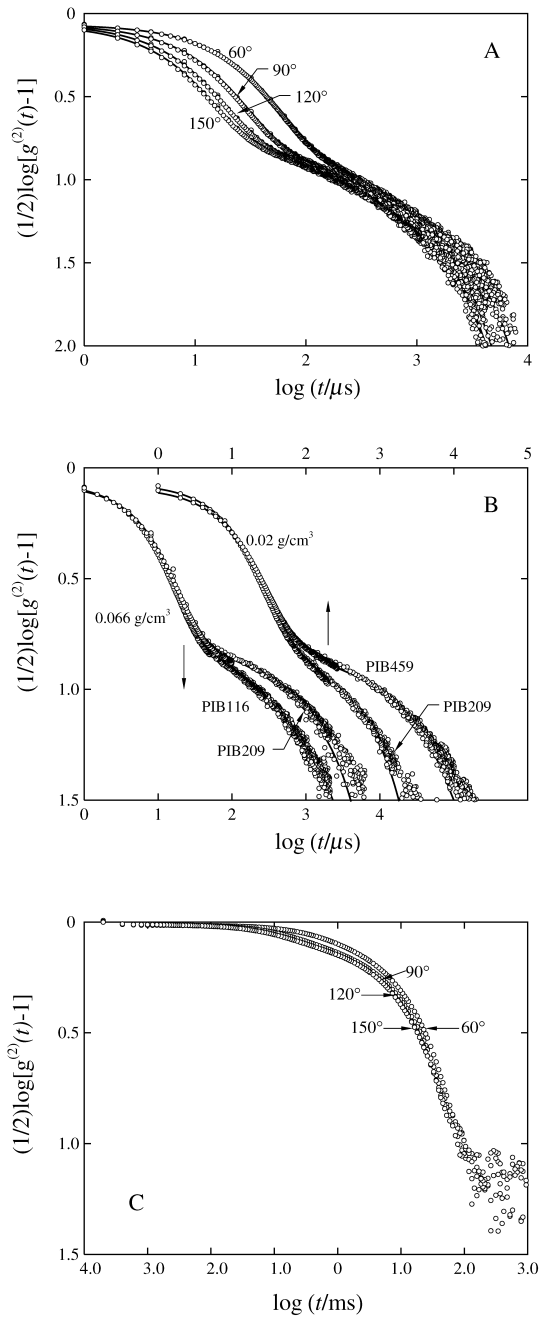 0
0.5
1.0
1.5
2.0
(1/2)log[g⁽²⁾(t)-1]
A
60°
90°
120°
150°
0 1 2 3 4
log (t/μs)
0 1 2 3 4 5
0
0.5
1.0
1.5
(1/2)log[g⁽²⁾(t)-1]
B
0.02 g/cm³
0.066 g/cm³
PIB459
PIB116
PIB209
PIB209
0 1 2 3 4
log (t/μs)
0
0.5
1.0
1.5
(1/2)log[g⁽²⁾(t)-1]
90°
120°
150° 60°
C
4.0 3.0 2.0 1.0 0 1.0 2.0 3.0
log (t/ms)